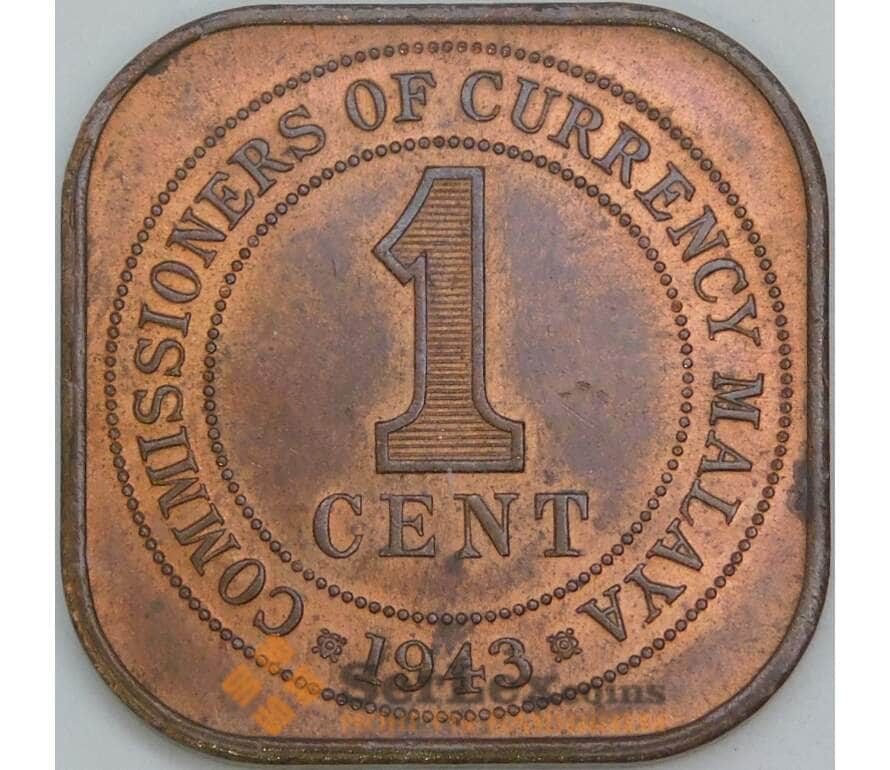 COMMISSIONERS OF CURRENCY MALAYA
1
CENT
1943